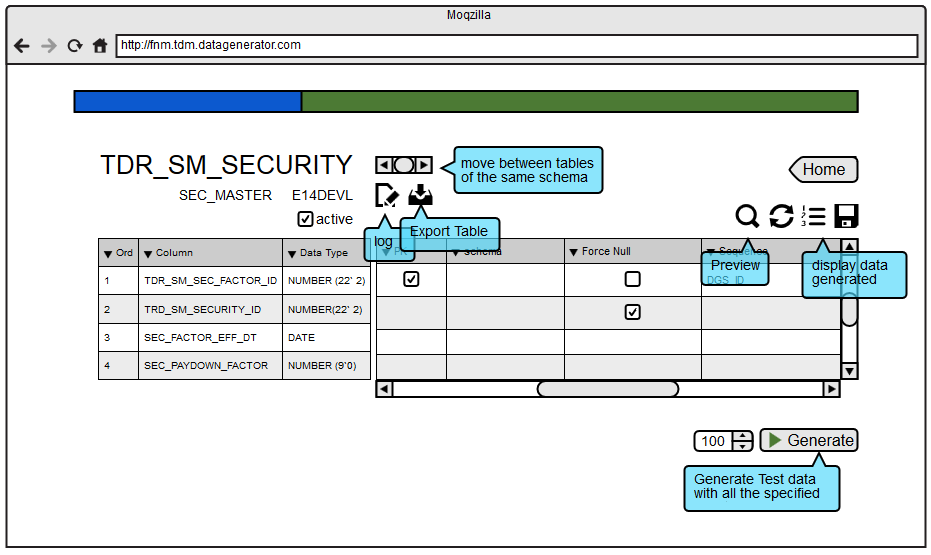 Moqzilla
http://fnm.tdm.datagenerator.com
TDR_SM_SECURITY
move between tables
of the same schema
Home
SEC_MASTER E14DEVL
active
log
Export Table
Preview
display data
generated
Ord Column Data Type PK Schema Force Null Sequence
1 TDR_SM_SEC_FACTOR_ID NUMBER (22' 2) DGS_ID
2 TRD_SM_SECURITY_ID NUMBER(22' 2)
3 SEC_FACTOR_EFF_DT DATE
4 SEC_PAYDOWN_FACTOR NUMBER (9'0)
100 Generate
Generate Test data
with all the specified